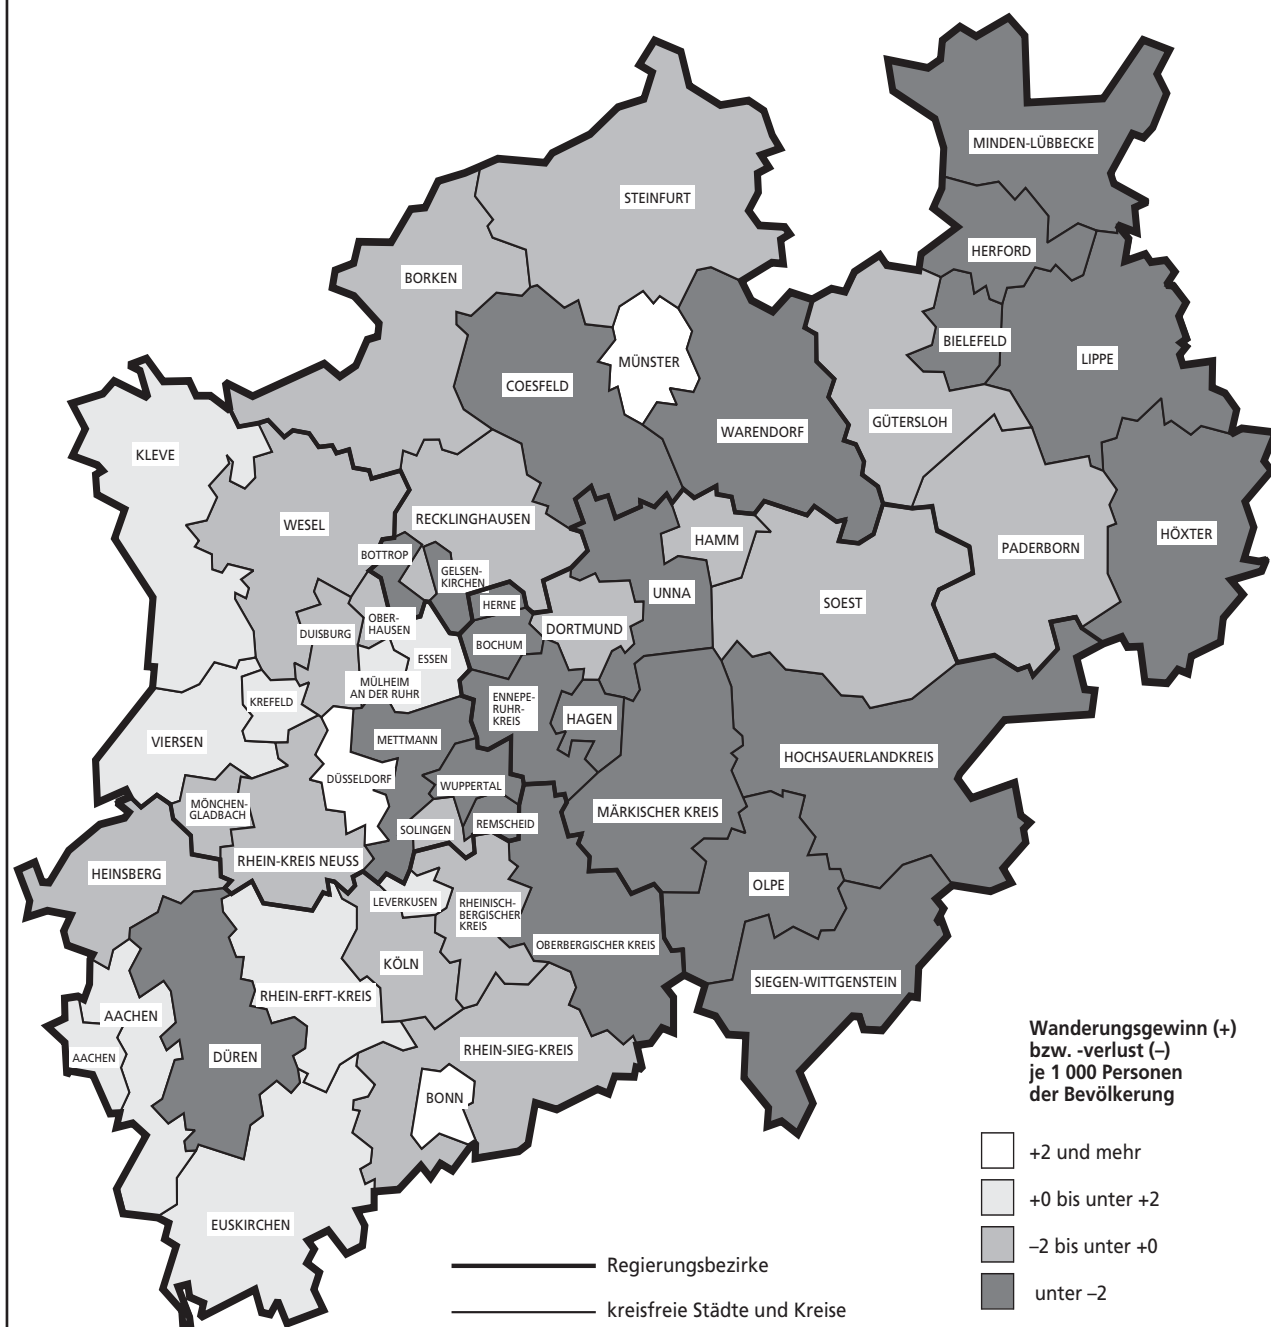 MINDEN-LÜBBECKE
STEINFURT
HERFORD
BORKEN
BIELEFELD
LIPPE
MÜNSTER
COESFELD
GÜTERSLOH
WARENDORF
KLEVE
RECKLINGHAUSEN
WESEL
HAMM
HÖXTER
PADERBORN
BOTTROP
GELSEN-
KIRCHEN
UNNA
SOEST
HERNE
OBER-
HAUSEN
DUISBURG
DORTMUND
BOCHUM
ESSEN
MÜLHEIM
AN DER RUHR
KREFELD
ENNEPE-
RUHR-
KREIS
HAGEN
VIERSEN
METTMANN
HOCHSAUERLANDKREIS
DÜSSELDORF
WUPPERTAL
MÖNCHEN-
GLADBACH
MÄRKISCHER KREIS
SOLINGEN
REMSCHEID
RHEIN-KREIS NEUSS
HEINSBERG
OLPE
LEVERKUSEN
RHEINISCH-
BERGISCHER
KREIS
OBERBERGISCHER KREIS
KÖLN
SIEGEN-WITTGENSTEIN
RHEIN-ERFT-KREIS
AACHEN
AACHEN
DÜREN
RHEIN-SIEG-KREIS
BONN
EUSKIRCHEN
Wanderungsgewinn (+)
bzw. -verlust (–)
je 1 000 Personen
der Bevölkerung
+2 und mehr
+0 bis unter +2
–2 bis unter +0
unter –2
Regierungsbezirke
kreisfreie Städte und Kreise